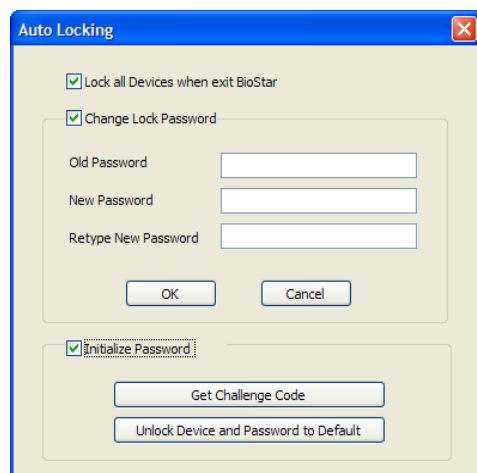 Auto Locking
Lock all Devices when exit BioStar
Change Lock Password
Old Password
New Password
Retype New Password
OK Cancel
Initialize Password
Get Challenge Code
Unlock Device and Password to Default